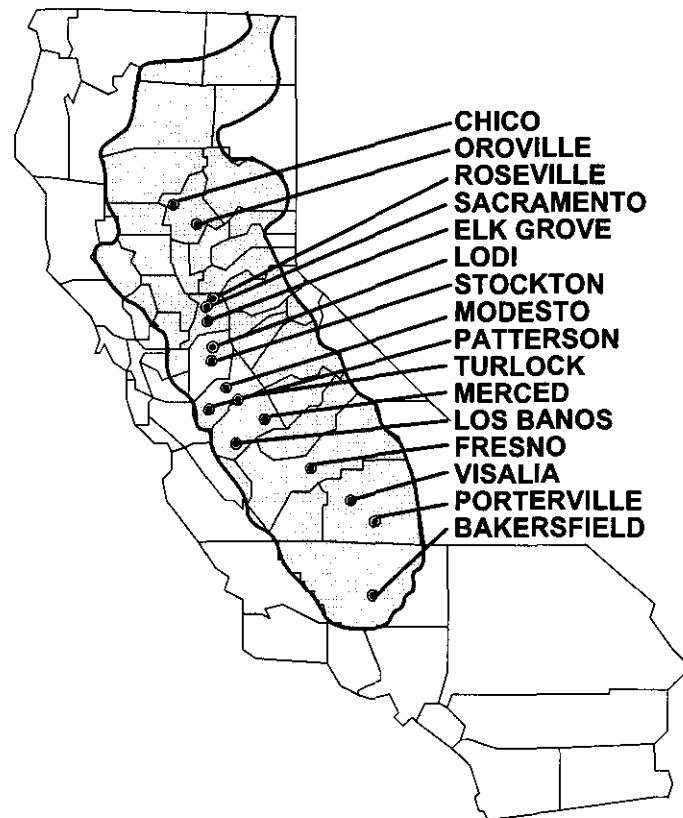 CHICO
OROVILLE
ROSEVILLE
SACRAMENTO
ELK GROVE
LODI
STOCKTON
MODESTO
PATTERSON
TURLOCK
MERCED
LOS BANOS
FRESNO
VISALIA
PORTERVILLE
BAKERSFIELD